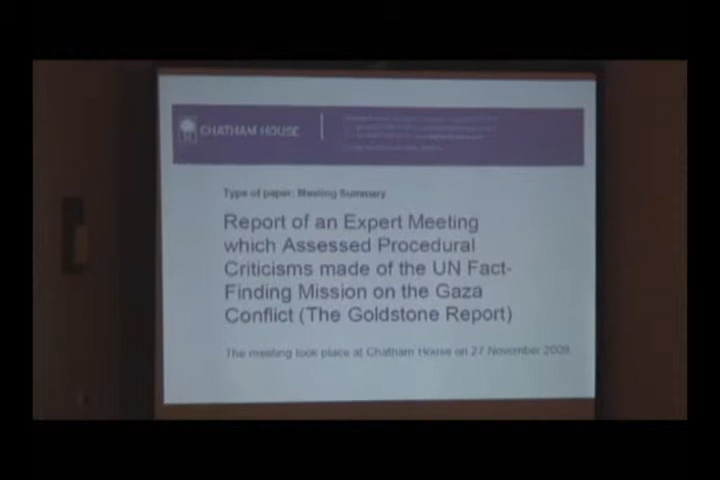 CHATHAM HOUSE
Type of paper: Meeting Summary
Report of an Expert Meeting
which Assessed Procedural
Criticisms made of the UN Fact-
Finding Mission on the Gaza
Conflict (The Goldstone Report)
The meeting took place at Chatham House on 27 November 2009.